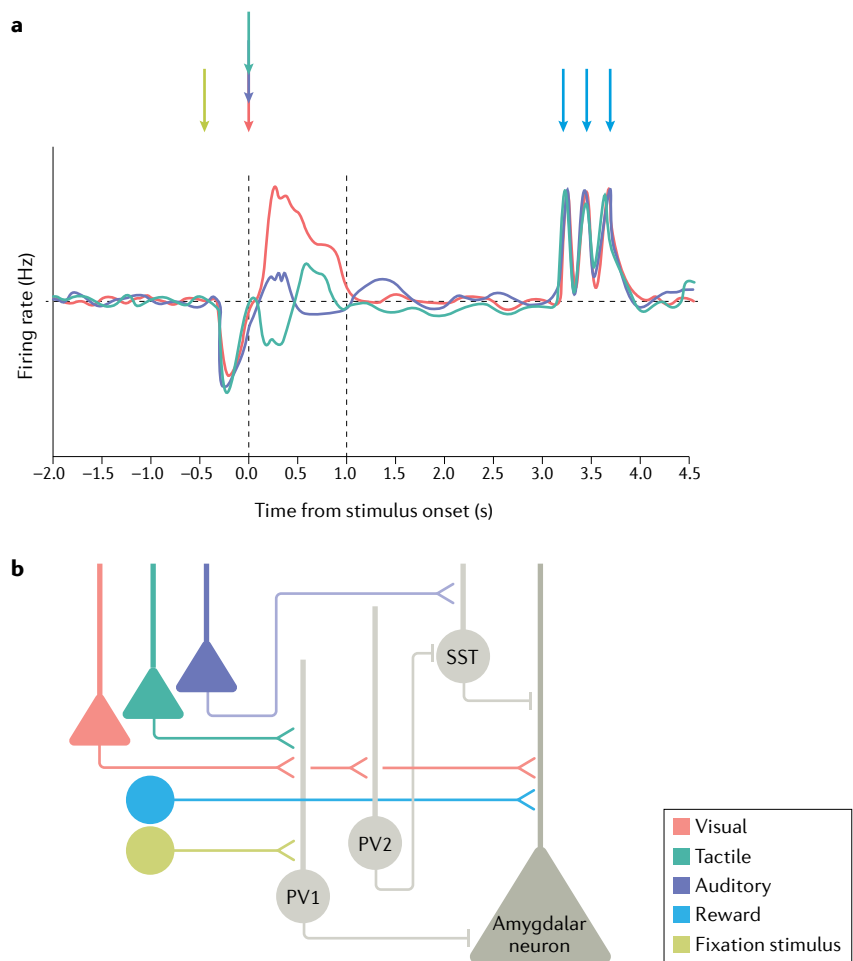 a
Firing rate (Hz)
−2.0 −1.5 −1.0 −0.5 0.0 0.5 1.0 1.5 2.0 2.5 3.0 3.5 4.0 4.5
Time from stimulus onset (s)
b
SST
PV2
PV1
Amygdalar
neuron
Visual
Tactile
Auditory
Reward
Fixation stimulus